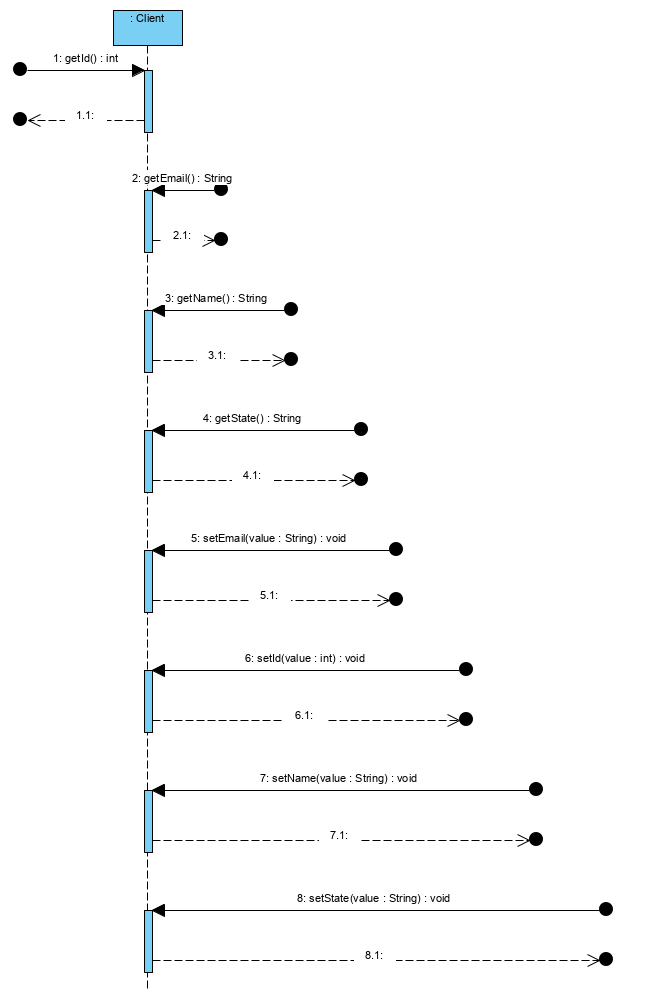 : Client
1: getId() : int
1.1:
2: getEmail() : String
2.1:
3: getName() : String
3.1:
4: getState() : String
4.1:
5: setEmail(value : String) : void
5.1:
6: setId(value : int) : void
6.1:
7: setName(value : String) : void
7.1:
8: setState(value : String) : void
8.1: